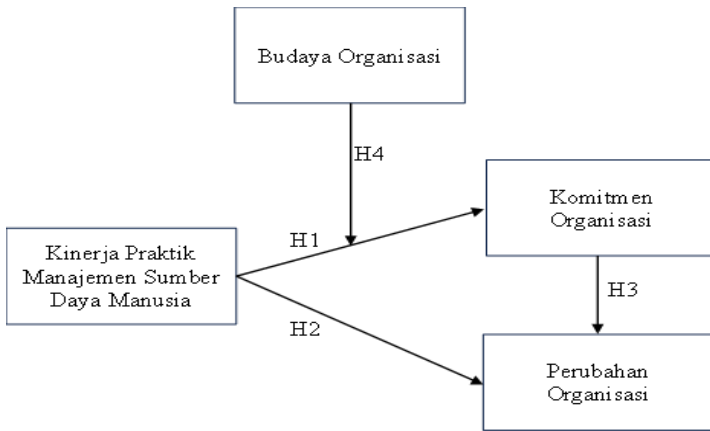 Budaya Organisasi
H4
Komitmen
Organisasi
H1
Kinerja Praktik
Manajemen Sumber
Daya Manusia
H3
H2
Perubahan
Organisasi